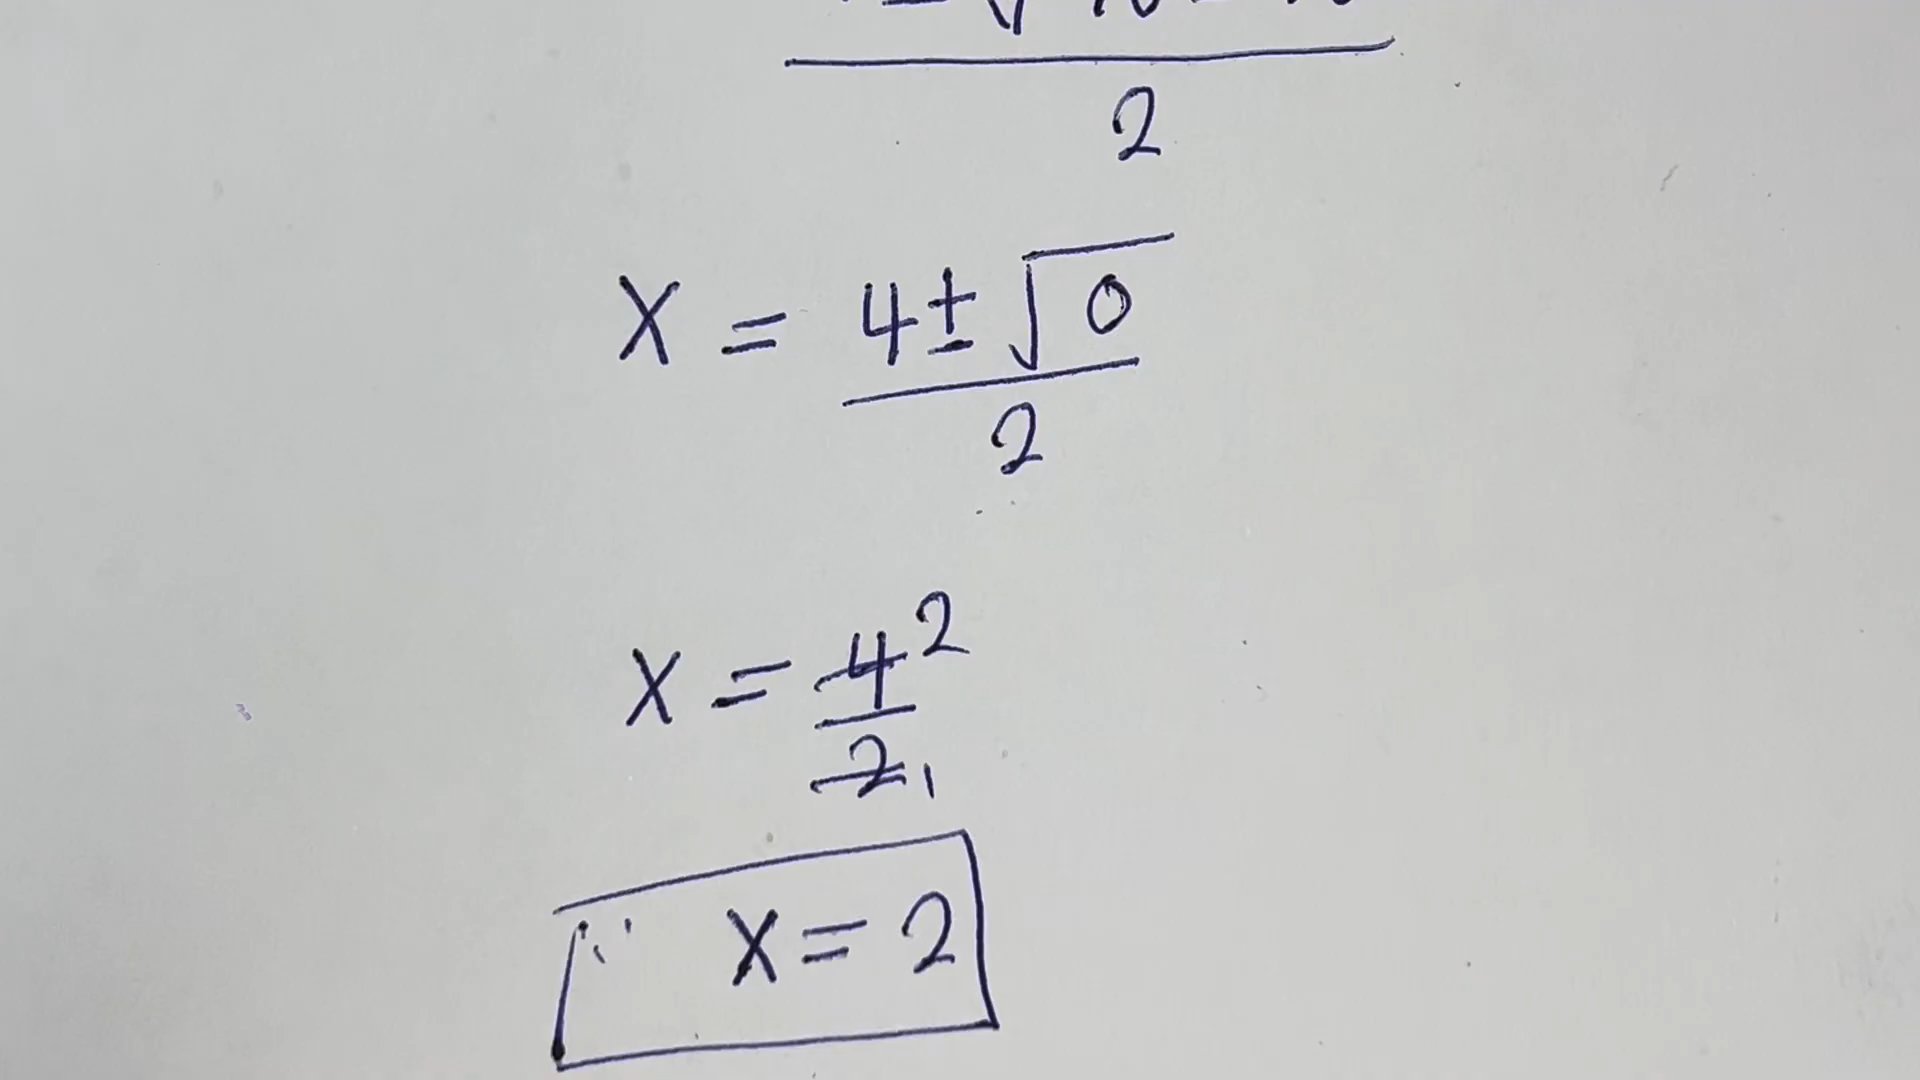 2
X = 4 ± √0
2
X = 4 2
2 1
∵ X = 2